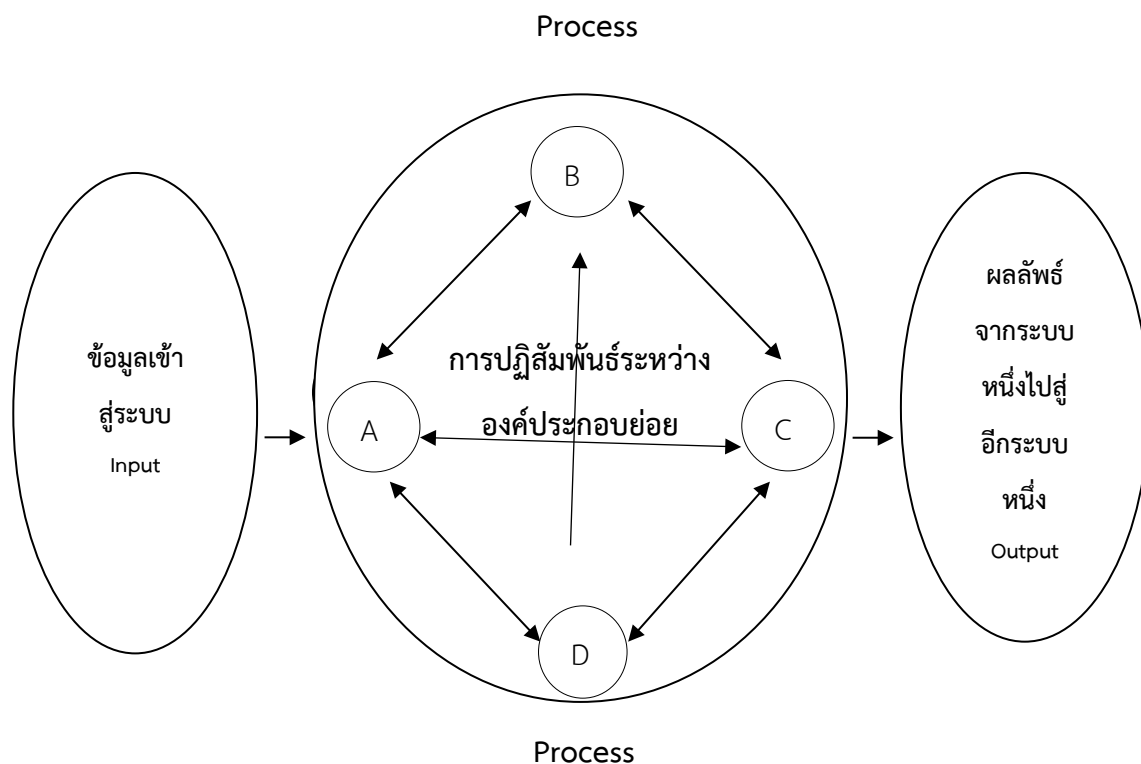 Process
B
ข้อมูลเข้า
สู่ระบบ
Input
A
การปฏิสัมพันธ์ระหว่าง
องค์ประกอบย่อย
C
D
ผลลัพธ์
จากระบบ
หนึ่งไปสู่
อีกระบบ
หนึ่ง
Output
Process